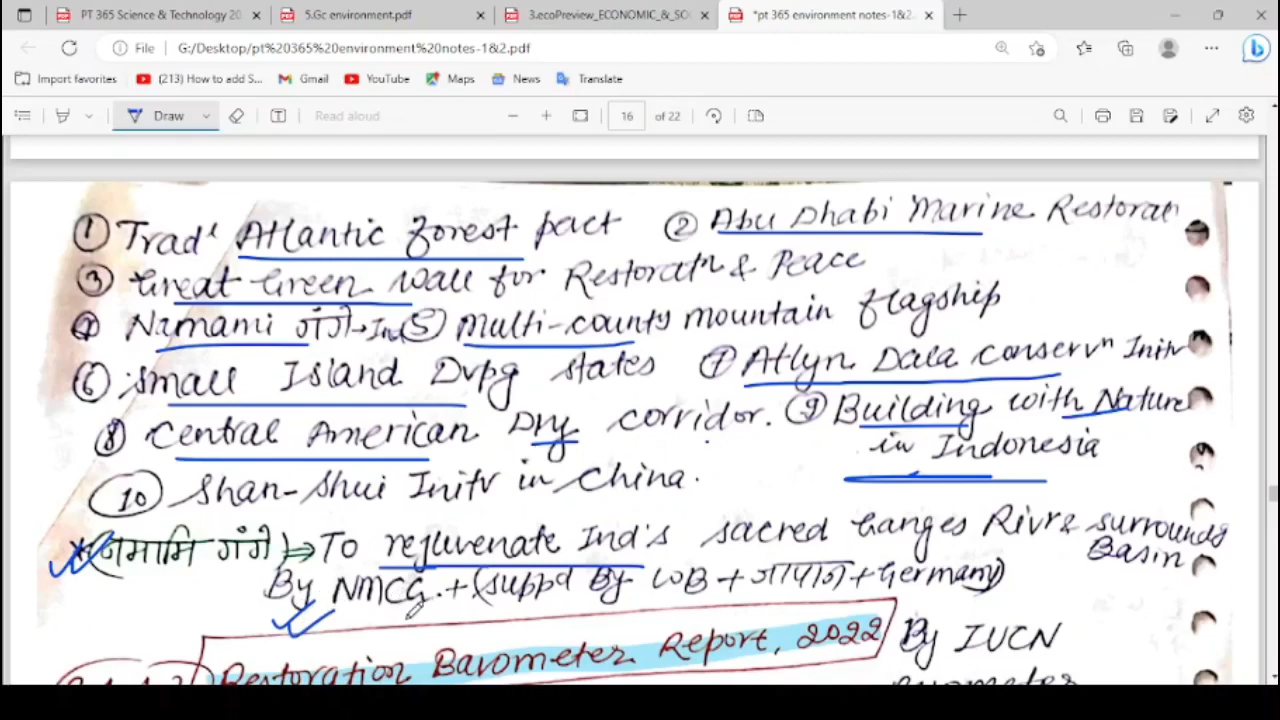 PT 365 Science & Technology 20
5.Gc environment.pdf
3.ecoPreview_ECONOMIC_&_SO
*pt 365 environment notes-1&2.
File G:/Desktop/pt%20365%20environment%20notes-1&2.pdf
Import favorites (213) How to add S... Gmail YouTube Maps News Translate
Draw Read aloud 16 of 22
① Tradˡ Atlantic forest pact ② Abu Dhabi Marine Restorat
③ Great Green Wall for Restoratⁿ & Peace
④ Namami गंगे→In ⑤ Multi-county mountain flagship
⑥ Small Island Dvpg states ⑦ Atlyn Dala conservⁿ Initv
⑧ Central American Dry corridor. ⑨ Building with Nature
in Indonesia
⑩ Shan-Shui Initv in China.
*(नमामि गंगे)⇒ To rejuvenate Ind's sacred Ganges River surrounds
Basin
By NMCG.+(suppd By WB+जापान+Germany)
Restoration Barometer Report, 2022 By IUCN